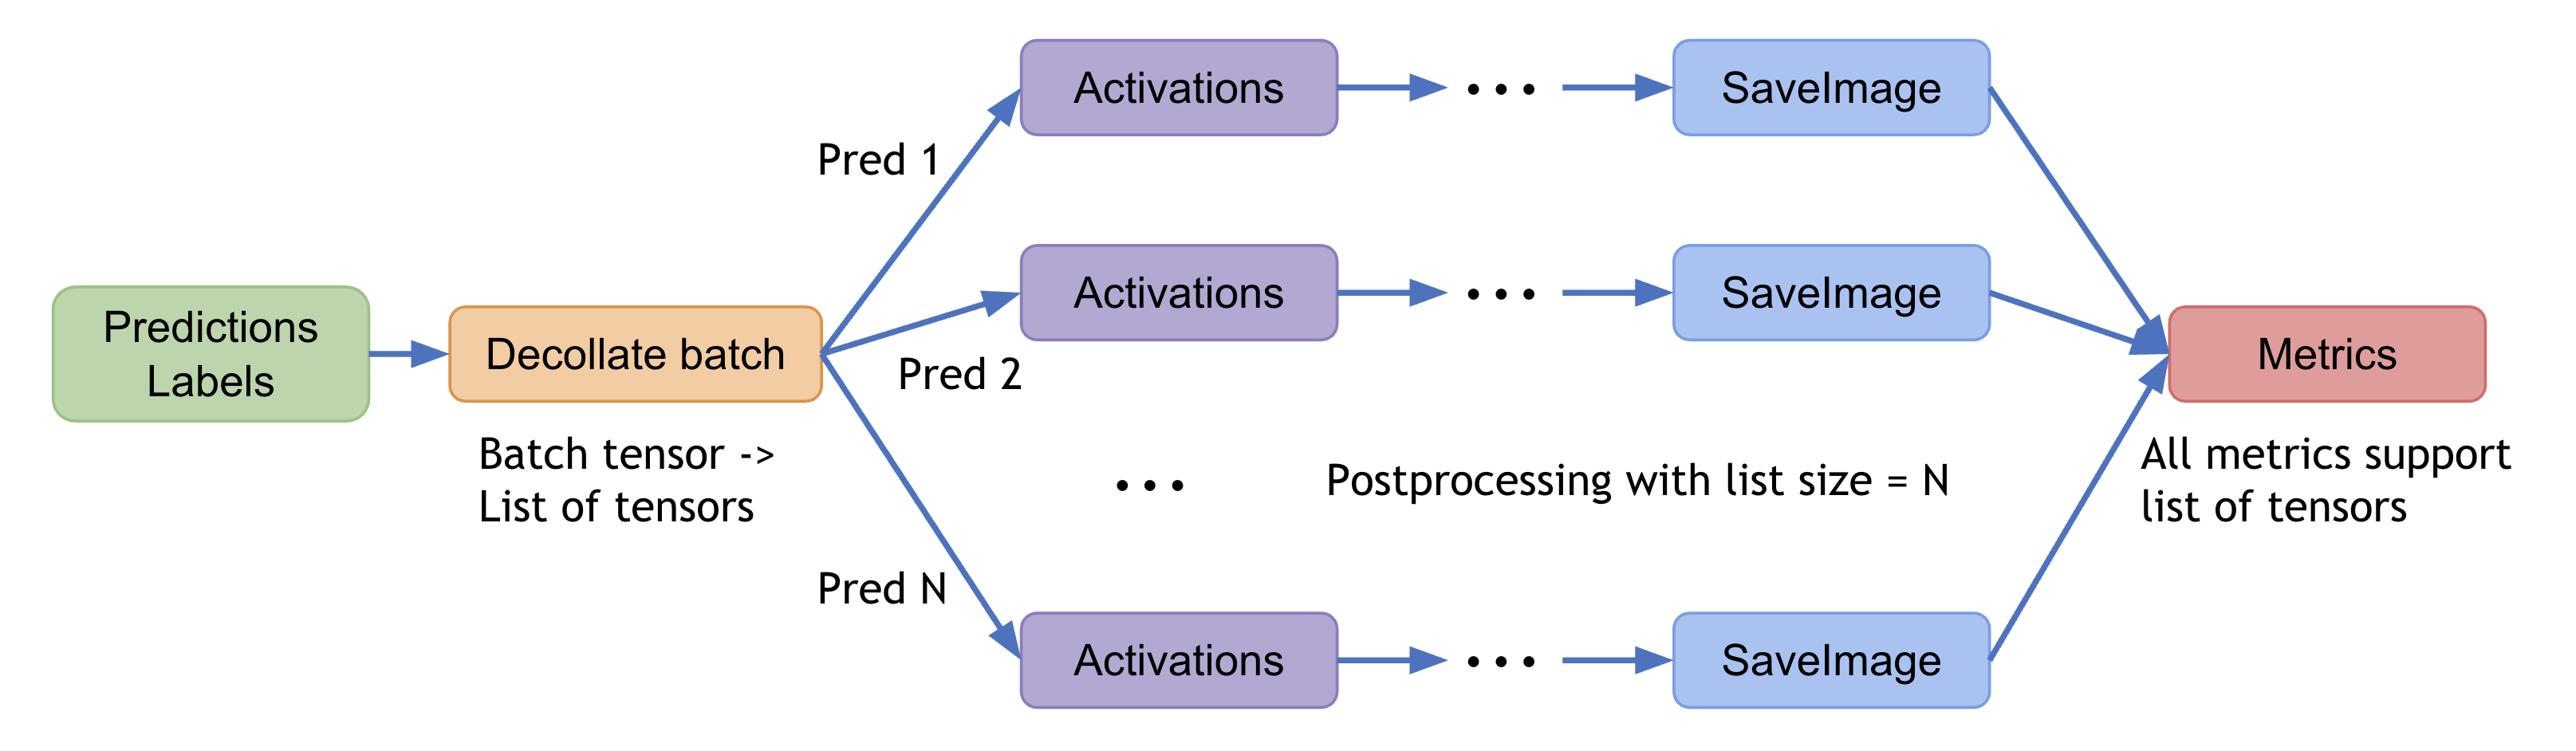 Predictions
Labels
Decollate batch
Batch tensor ->
List of tensors
Pred 1
Activations
...
SaveImage
Pred 2
Activations
...
SaveImage
...
Postprocessing with list size = N
Pred N
Activations
...
SaveImage
Metrics
All metrics support
list of tensors